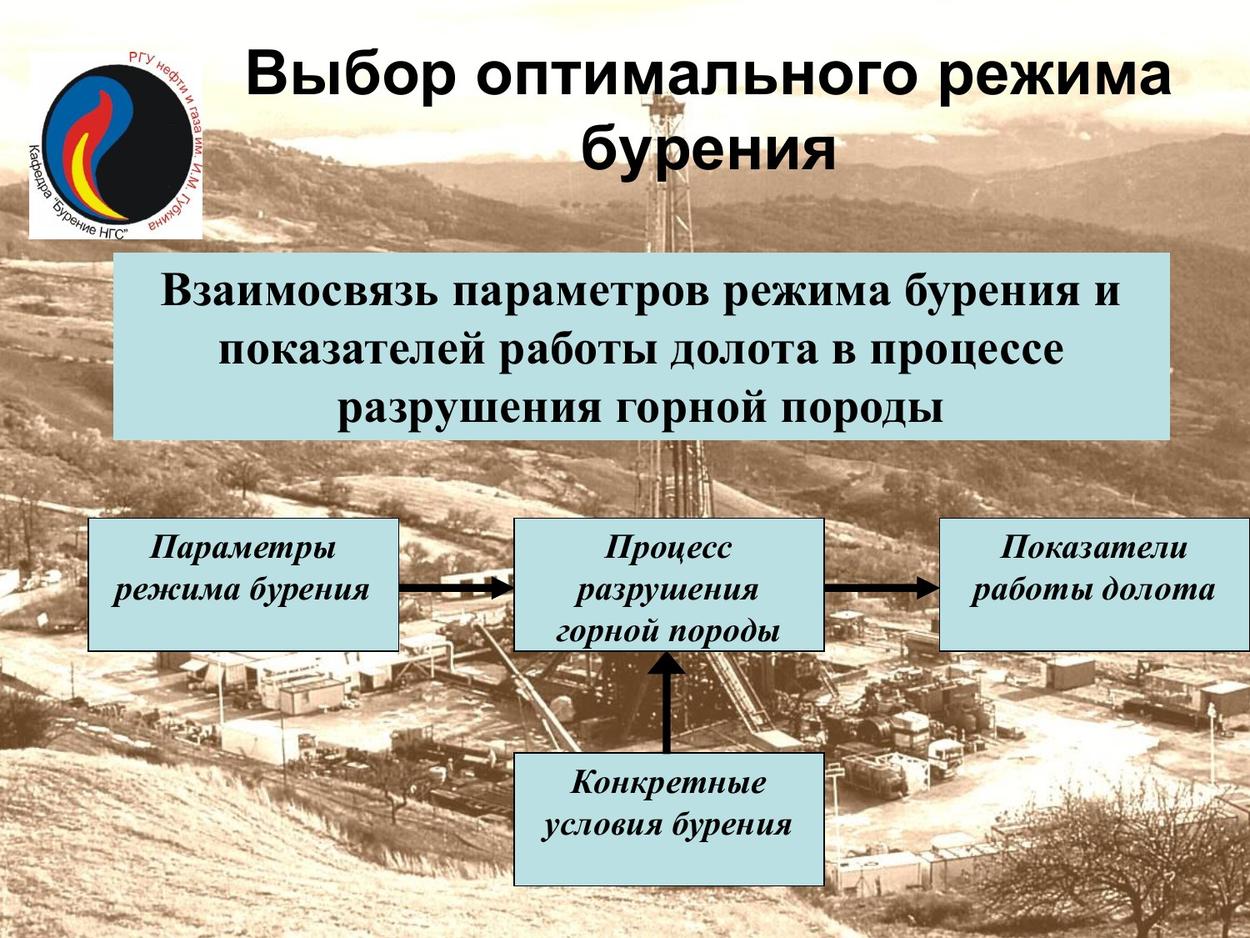 Выбор оптимального режима
бурения
РГУ нефти и газа им. И.М. Губкина
Кафедра "Бурение НГС"
Взаимосвязь параметров режима бурения и
показателей работы долота в процессе
разрушения горной породы
Параметры
режима бурения
Процесс
разрушения
горной породы
Показатели
работы долота
Конкретные
условия бурения